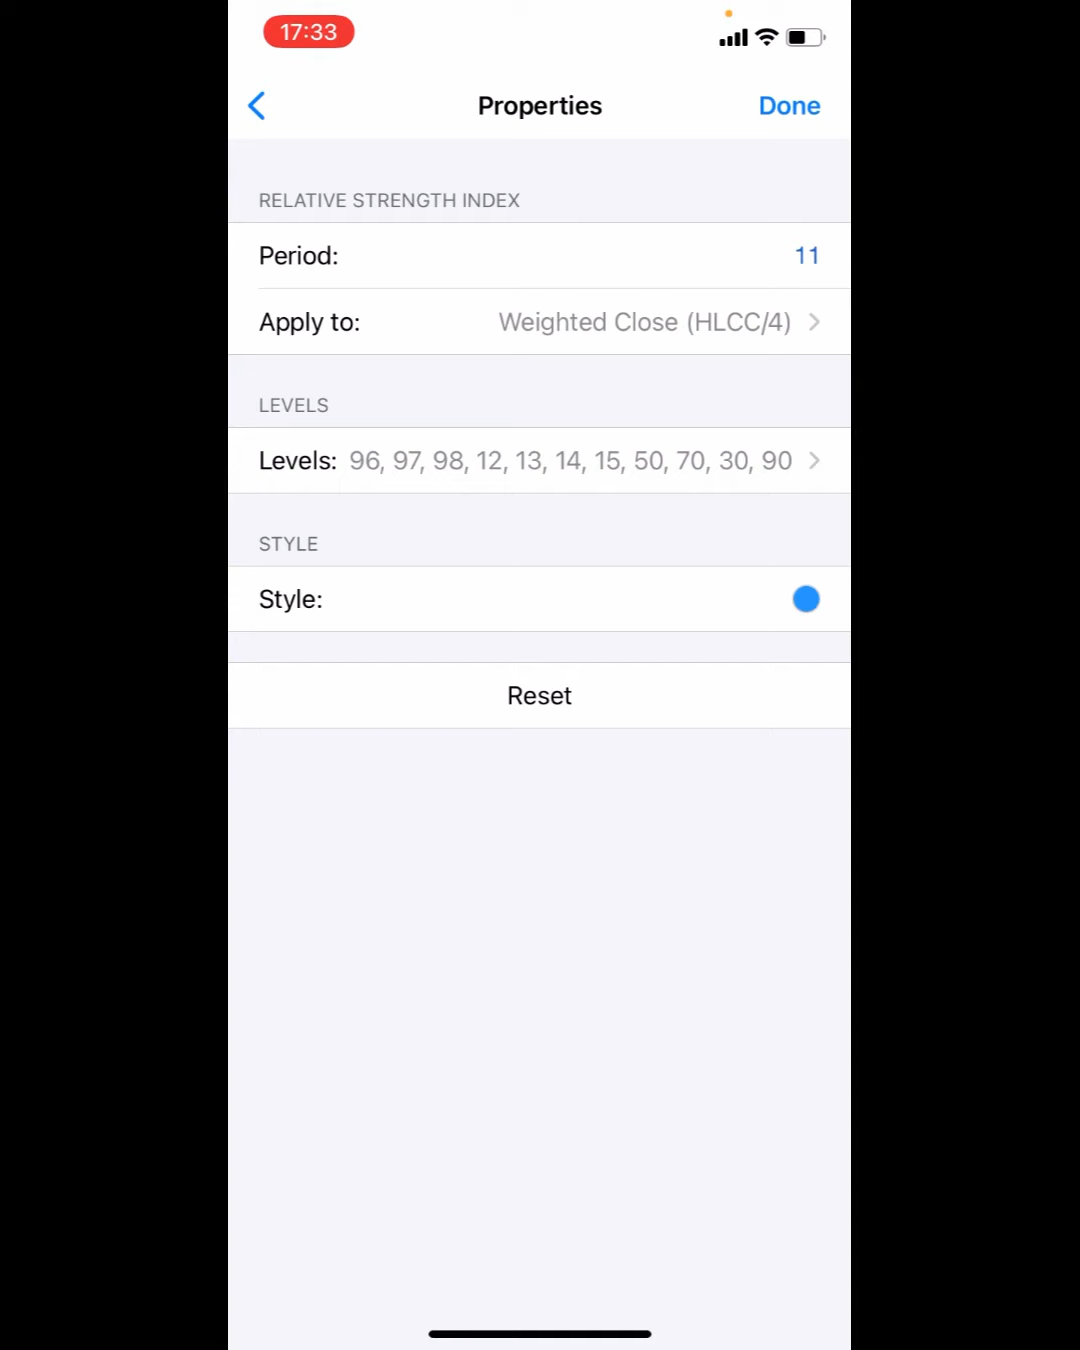 17:33
Properties
Done
RELATIVE STRENGTH INDEX
Period: 11
Apply to: Weighted Close (HLCC/4)
LEVELS
Levels: 96, 97, 98, 12, 13, 14, 15, 50, 70, 30, 90
STYLE
Style:
Reset